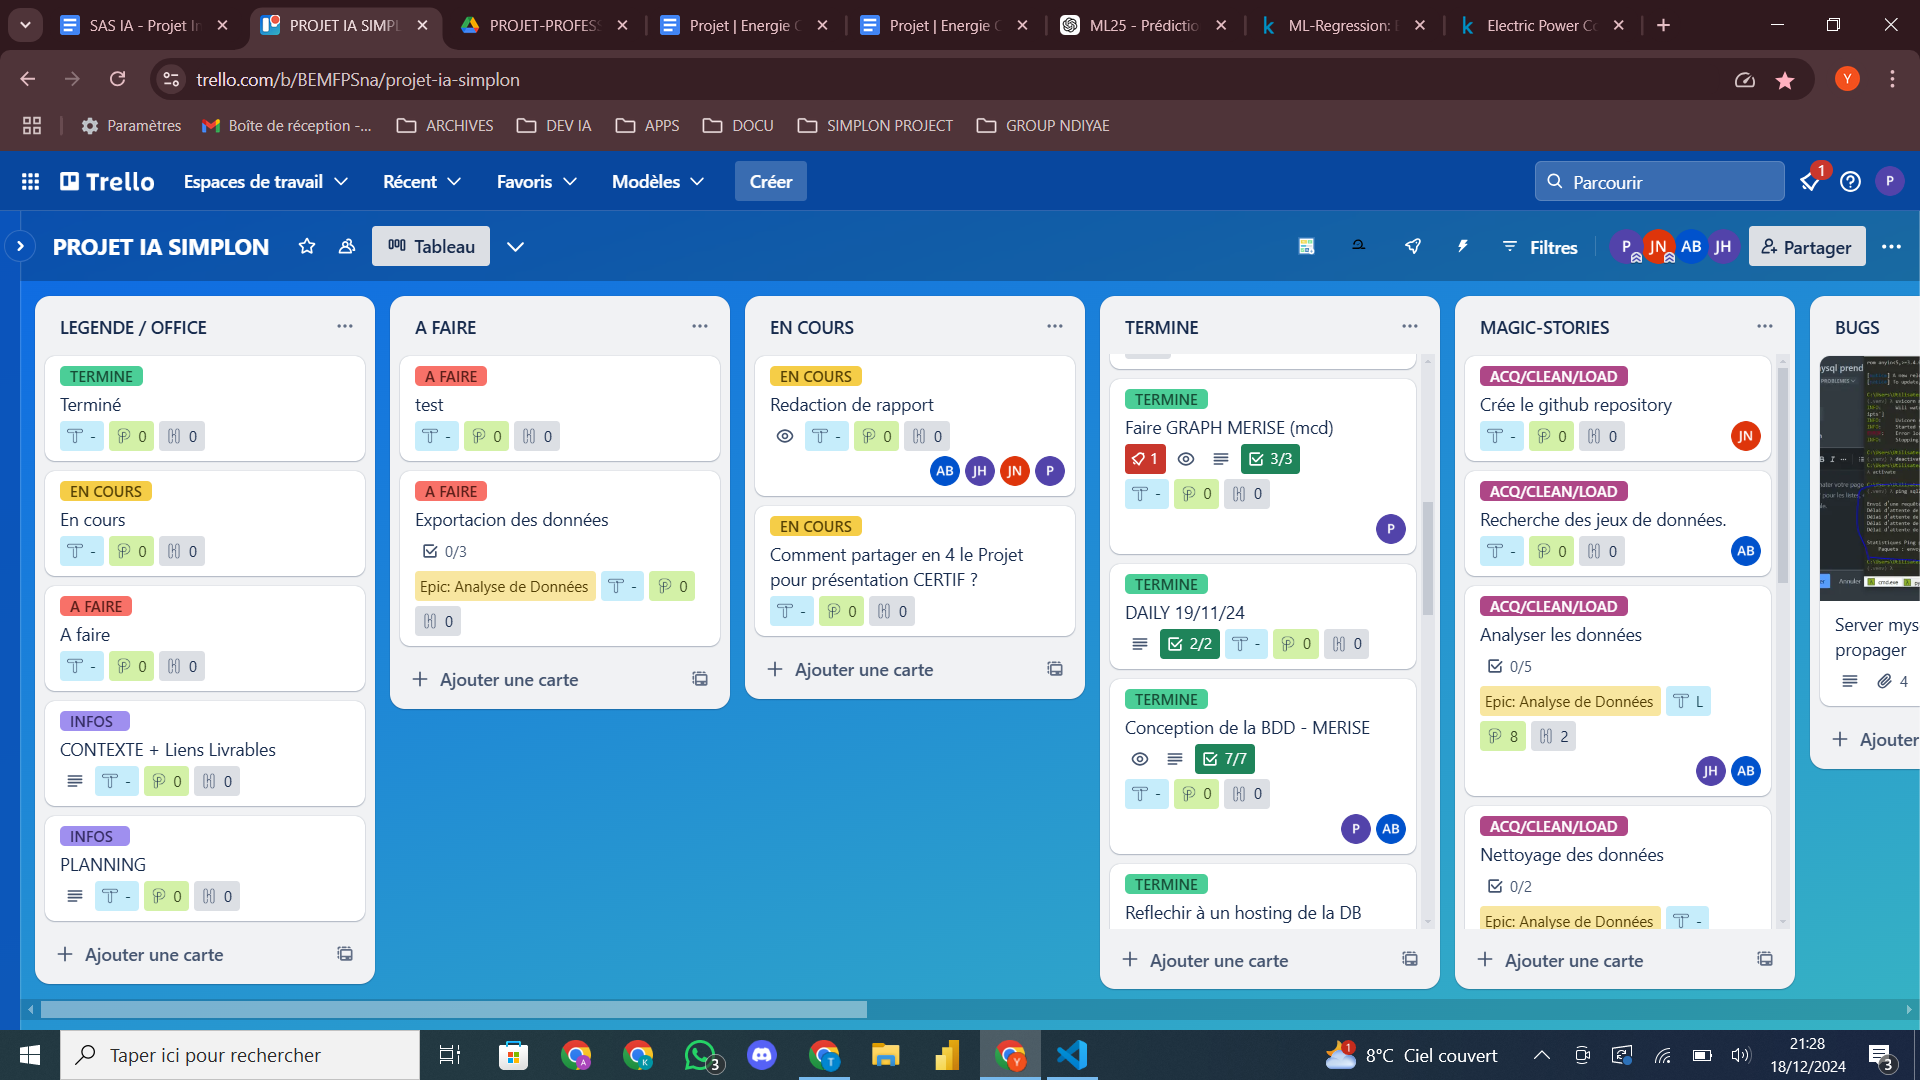 SAS IA - Projet In
PROJET IA SIMPL
PROJET-PROFESS
Projet | Energie C
Projet | Energie C
ML25 - Prédictio
ML-Regression: E
Electric Power Co
trello.com/b/BEMFPSna/projet-ia-simplon
Y
Paramètres
Boîte de réception -...
ARCHIVES
DEV IA
APPS
DOCU
SIMPLON PROJECT
GROUP NDIYAE
Trello
Espaces de travail
Récent
Favoris
Modèles
Créer
Parcourir
1
P
PROJET IA SIMPLON
Tableau
Filtres
P
JN
AB
JH
Partager
LEGENDE / OFFICE
TERMINE
Terminé
- 0 0
EN COURS
En cours
- 0 0
A FAIRE
A faire
- 0 0
INFOS
CONTEXTE + Liens Livrables
- 0 0
INFOS
PLANNING
- 0 0
Ajouter une carte
A FAIRE
A FAIRE
test
- 0 0
A FAIRE
Exportacion des données
0/3
Epic: Analyse de Données - 0
0
Ajouter une carte
EN COURS
EN COURS
Redaction de rapport
- 0 0
AB JH JN P
EN COURS
Comment partager en 4 le Projet
pour présentation CERTIF ?
- 0 0
Ajouter une carte
TERMINE
TERMINE
Faire GRAPH MERISE (mcd)
1 3/3
- 0 0
P
TERMINE
DAILY 19/11/24
2/2 - 0 0
TERMINE
Conception de la BDD - MERISE
7/7
- 0 0
P AB
TERMINE
Reflechir à un hosting de la DB
Ajouter une carte
MAGIC-STORIES
ACQ/CLEAN/LOAD
Crée le github repository
- 0 0
JN
ACQ/CLEAN/LOAD
Recherche des jeux de données.
- 0 0
AB
ACQ/CLEAN/LOAD
Analyser les données
0/5
Epic: Analyse de Données L
8 2
JH AB
ACQ/CLEAN/LOAD
Nettoyage des données
0/2
Epic: Analyse de Données -
Ajouter une carte
BUGS
Server mys
propager
4
Ajouter
Taper ici pour rechercher
3
1
8°C Ciel couvert
21:28
18/12/2024
3